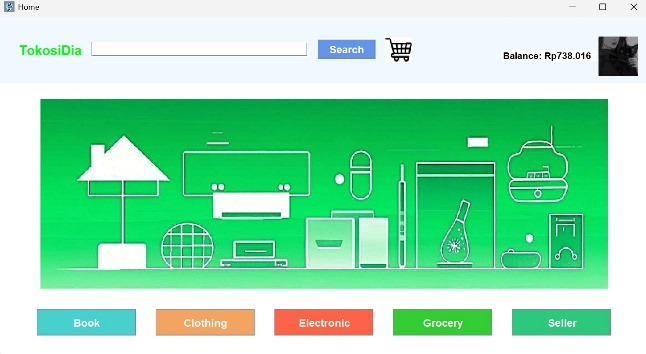 Home
TokosiDia
Search
Balance: Rp738.016
Book
Clothing
Electronic
Grocery
Seller